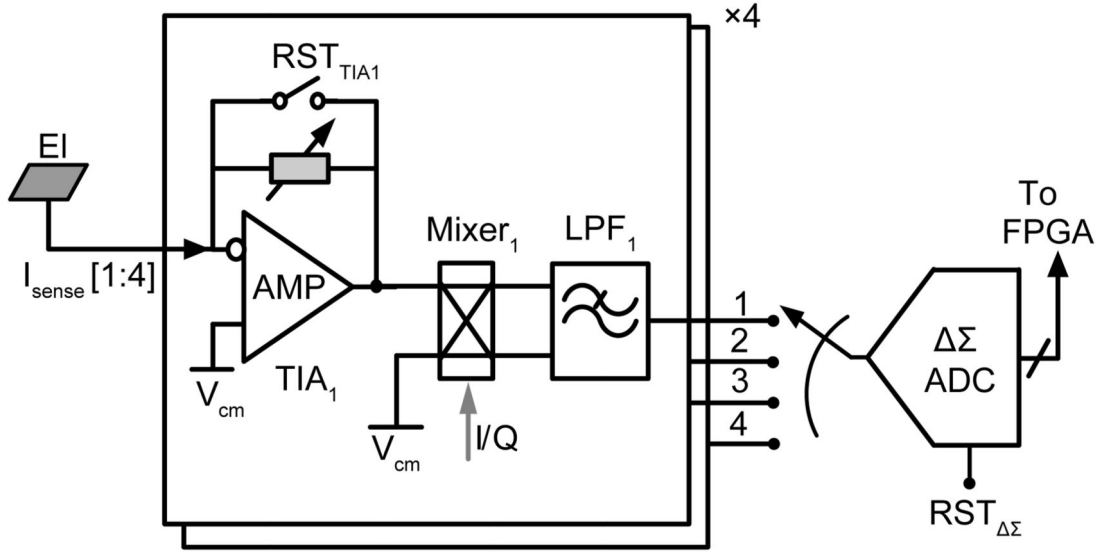 ×4
RST_TIA1
El
I_sense [1:4]
AMP
TIA_1
V_cm
Mixer_1
LPF_1
V_cm
I/Q
1
2
3
4
To
FPGA
ΔΣ
ADC
RST_ΔΣ